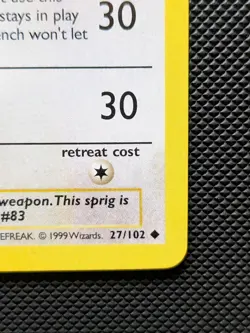 stays in play 30
ench won't let
30
retreat cost
weapon. This sprig is
#83
EFREAK. © 1999 Wizards. 27/102